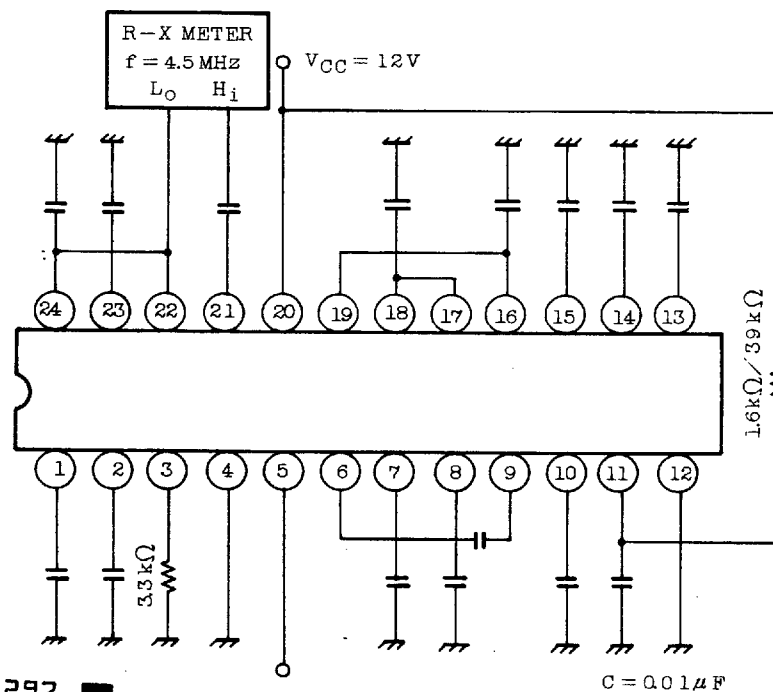 R-X METER
f = 4.5 MHz
LO Hi
VCC = 12V
24 23 22 21 20 19 18 17 16 15 14 13
1.6kΩ/39kΩ
1 2 3 4 5 6 7 8 9 10 11 12
3.3kΩ
297
C = 0.01μF